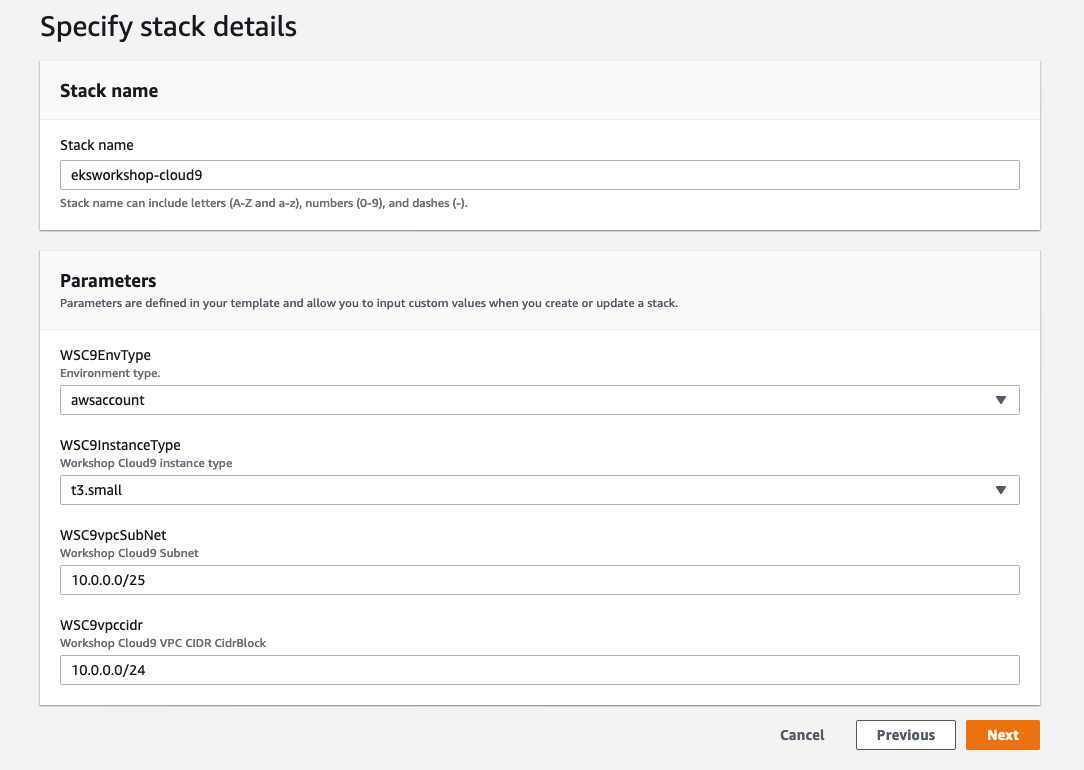 Specify stack details
Stack name
Stack name
eksworkshop-cloud9
Stack name can include letters (A-Z and a-z), numbers (0-9), and dashes (-).
Parameters
Parameters are defined in your template and allow you to input custom values when you create or update a stack.
WSC9EnvType
Environment type.
awsaccount
WSC9InstanceType
Workshop Cloud9 instance type
t3.small
WSC9vpcSubNet
Workshop Cloud9 Subnet
10.0.0.0/25
WSC9vpccidr
Workshop Cloud9 VPC CIDR CidrBlock
10.0.0.0/24
Cancel Previous Next